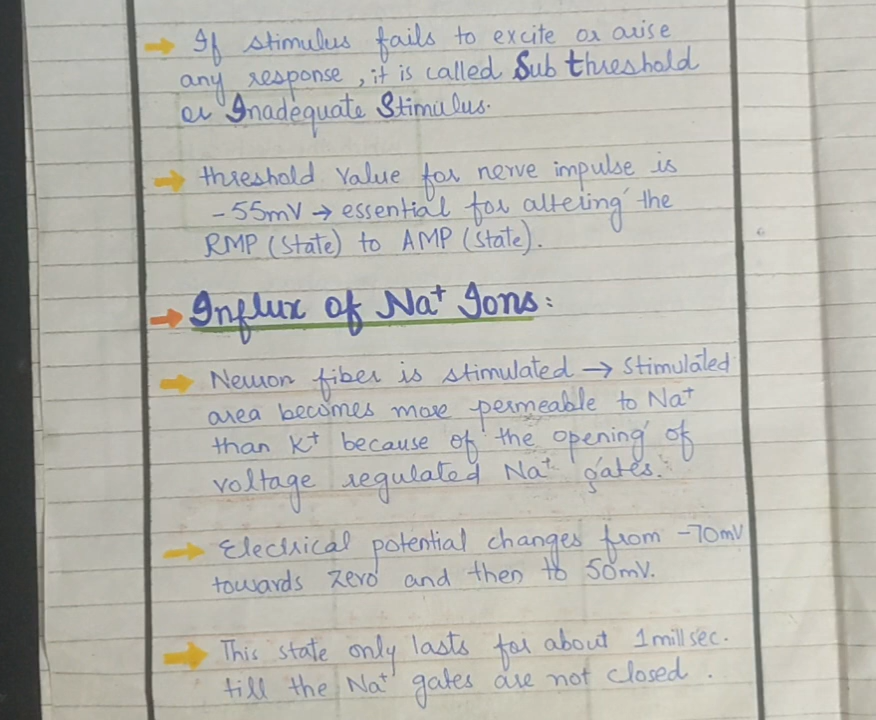 → If stimulus fails to excite or arise
any response, it is called Sub threshold
or Inadequate Stimulus.
→ threshold Value for nerve impulse is
-55mV → essential for altering the
RMP (State) to AMP (State).
→ Influx of Na⁺ Ions:
→ Neuron fiber is stimulated → Stimulated
area becomes more permeable to Na⁺
than K⁺ because of the opening of
voltage regulated Na⁺ gates.
→ Electrical potential changes from -70mV
towards zero and then to 50mV.
→ This state only lasts for about 1 millsec.
till the Na⁺ gates are not closed.